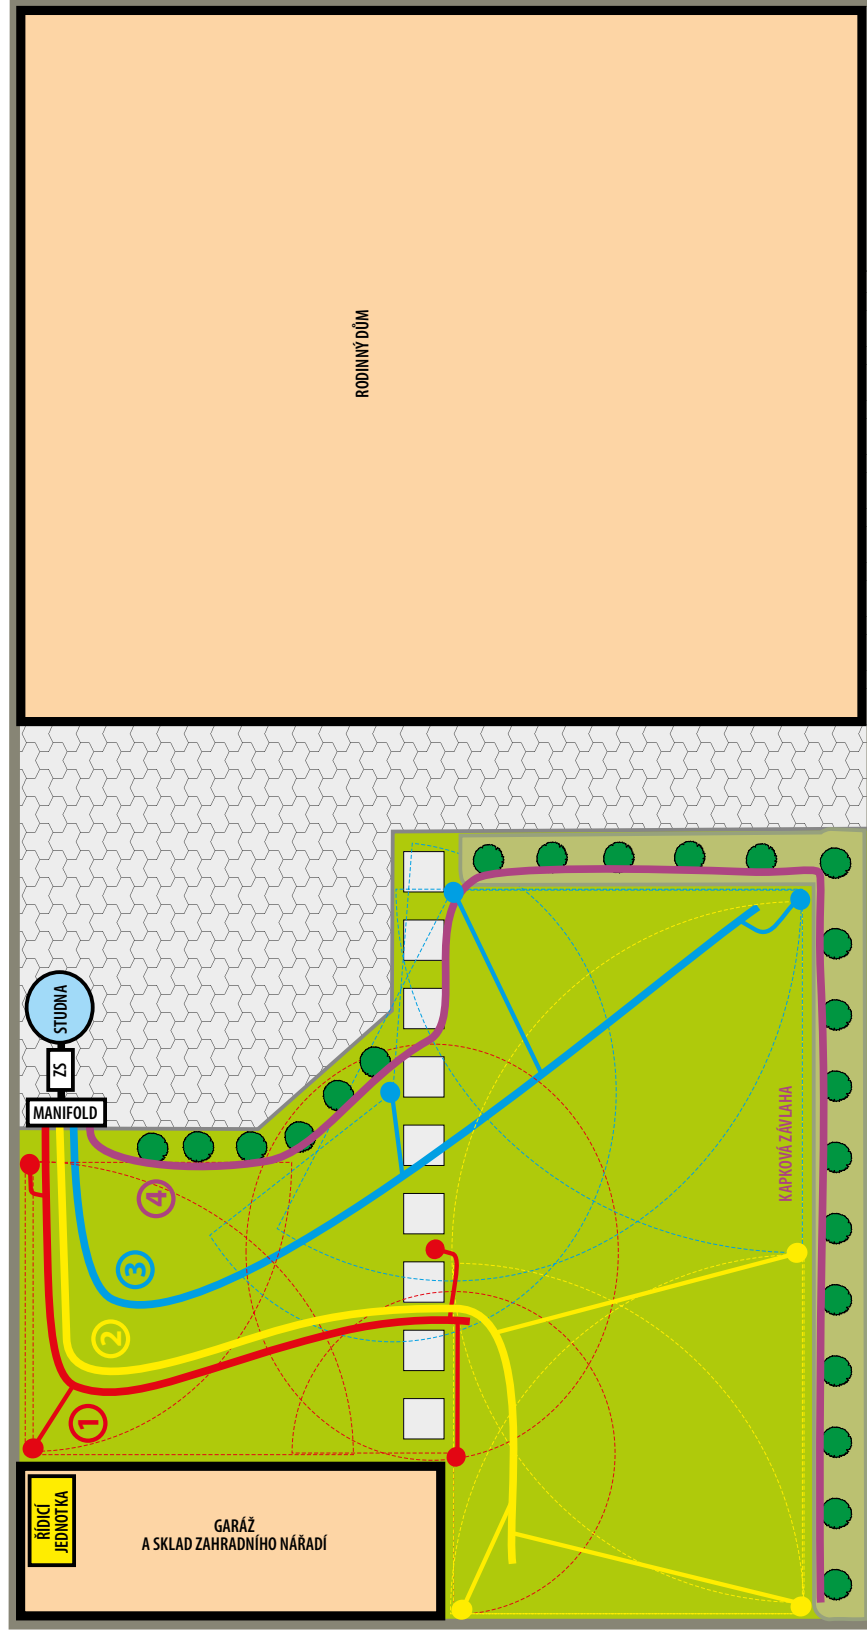 RODINNÝ DŮM
STUDNA
ZS
MANIFOLD
4
3
2
1
KAPKOVÁ ZÁVLAHA
ŘÍDICÍ
JEDNOTKA
GARÁŽ
A SKLAD ZAHRADNÍHO NÁŘADÍ